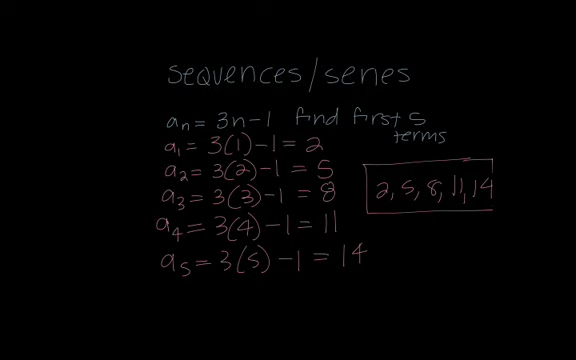 sequences/series
aₙ = 3n-1 find first 5
terms
a₁ = 3(1)-1 = 2
a₂ = 3(2)-1 = 5
a₃ = 3(3)-1 = 8
2, 5, 8, 11, 14
a₄ = 3(4)-1 = 11
a₅ = 3(5)-1 = 14